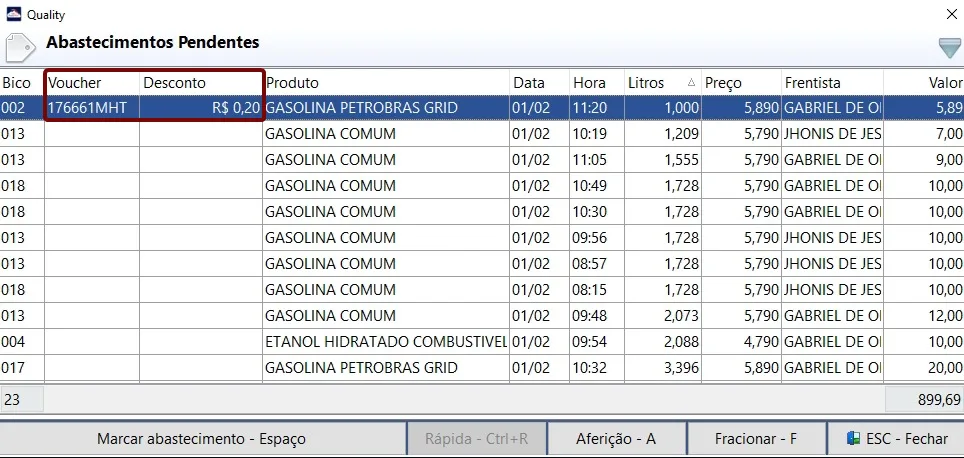 Quality
Abastecimentos Pendentes
Bico Voucher Desconto Produto Data Hora Litros Preço Frentista Valor
002 176661MHT R$ 0,20 GASOLINA PETROBRAS GRID 01/02 11:20 1,000 5,890 GABRIEL DE OI 5,89
013 GASOLINA COMUM 01/02 10:19 1,209 5,790 JHONIS DE JES 7,00
013 GASOLINA COMUM 01/02 11:05 1,555 5,790 GABRIEL DE OI 9,00
018 GASOLINA COMUM 01/02 10:49 1,728 5,790 GABRIEL DE OI 10,00
018 GASOLINA COMUM 01/02 10:30 1,728 5,790 GABRIEL DE OI 10,00
013 GASOLINA COMUM 01/02 09:56 1,728 5,790 JHONIS DE JES 10,00
013 GASOLINA COMUM 01/02 08:57 1,728 5,790 JHONIS DE JES 10,00
018 GASOLINA COMUM 01/02 08:15 1,728 5,790 JHONIS DE JES 10,00
013 GASOLINA COMUM 01/02 09:48 2,073 5,790 GABRIEL DE OI 12,00
004 ETANOL HIDRATADO COMBUSTIVEL 01/02 09:54 2,088 4,790 GABRIEL DE OI 10,00
017 GASOLINA PETROBRAS GRID 01/02 10:32 3,396 5,890 GABRIEL DE OI 20,00
23 899,69
Marcar abastecimento - Espaço Rápida - Ctrl+R Aferição - A Fracionar - F ESC - Fechar